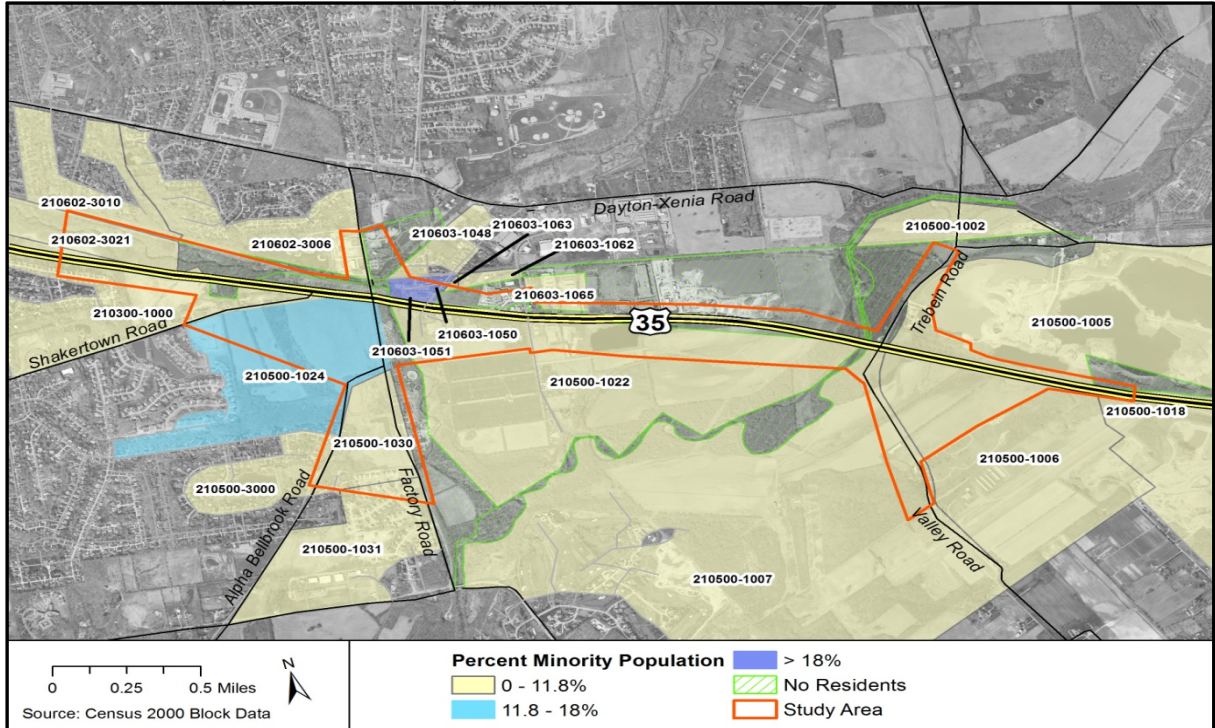 Dayton-Xenia Road
210602-3010
210603-1063
210602-3021
210602-3006
210603-1048
210603-1062
210500-1002
210603-1065
210300-1000
Trebein Road
210500-1005
35
210603-1050
Shakertown Road
210603-1051
210500-1024
210500-1022
210500-1018
210500-1030
210500-1006
210500-3000
Factory Road
Alpha Bellbrook Road
Valley Road
210500-1031
210500-1007
0 0.25 0.5 Miles
N
Source: Census 2000 Block Data
Percent Minority Population
0 - 11.8%
11.8 - 18%
> 18%
No Residents
Study Area